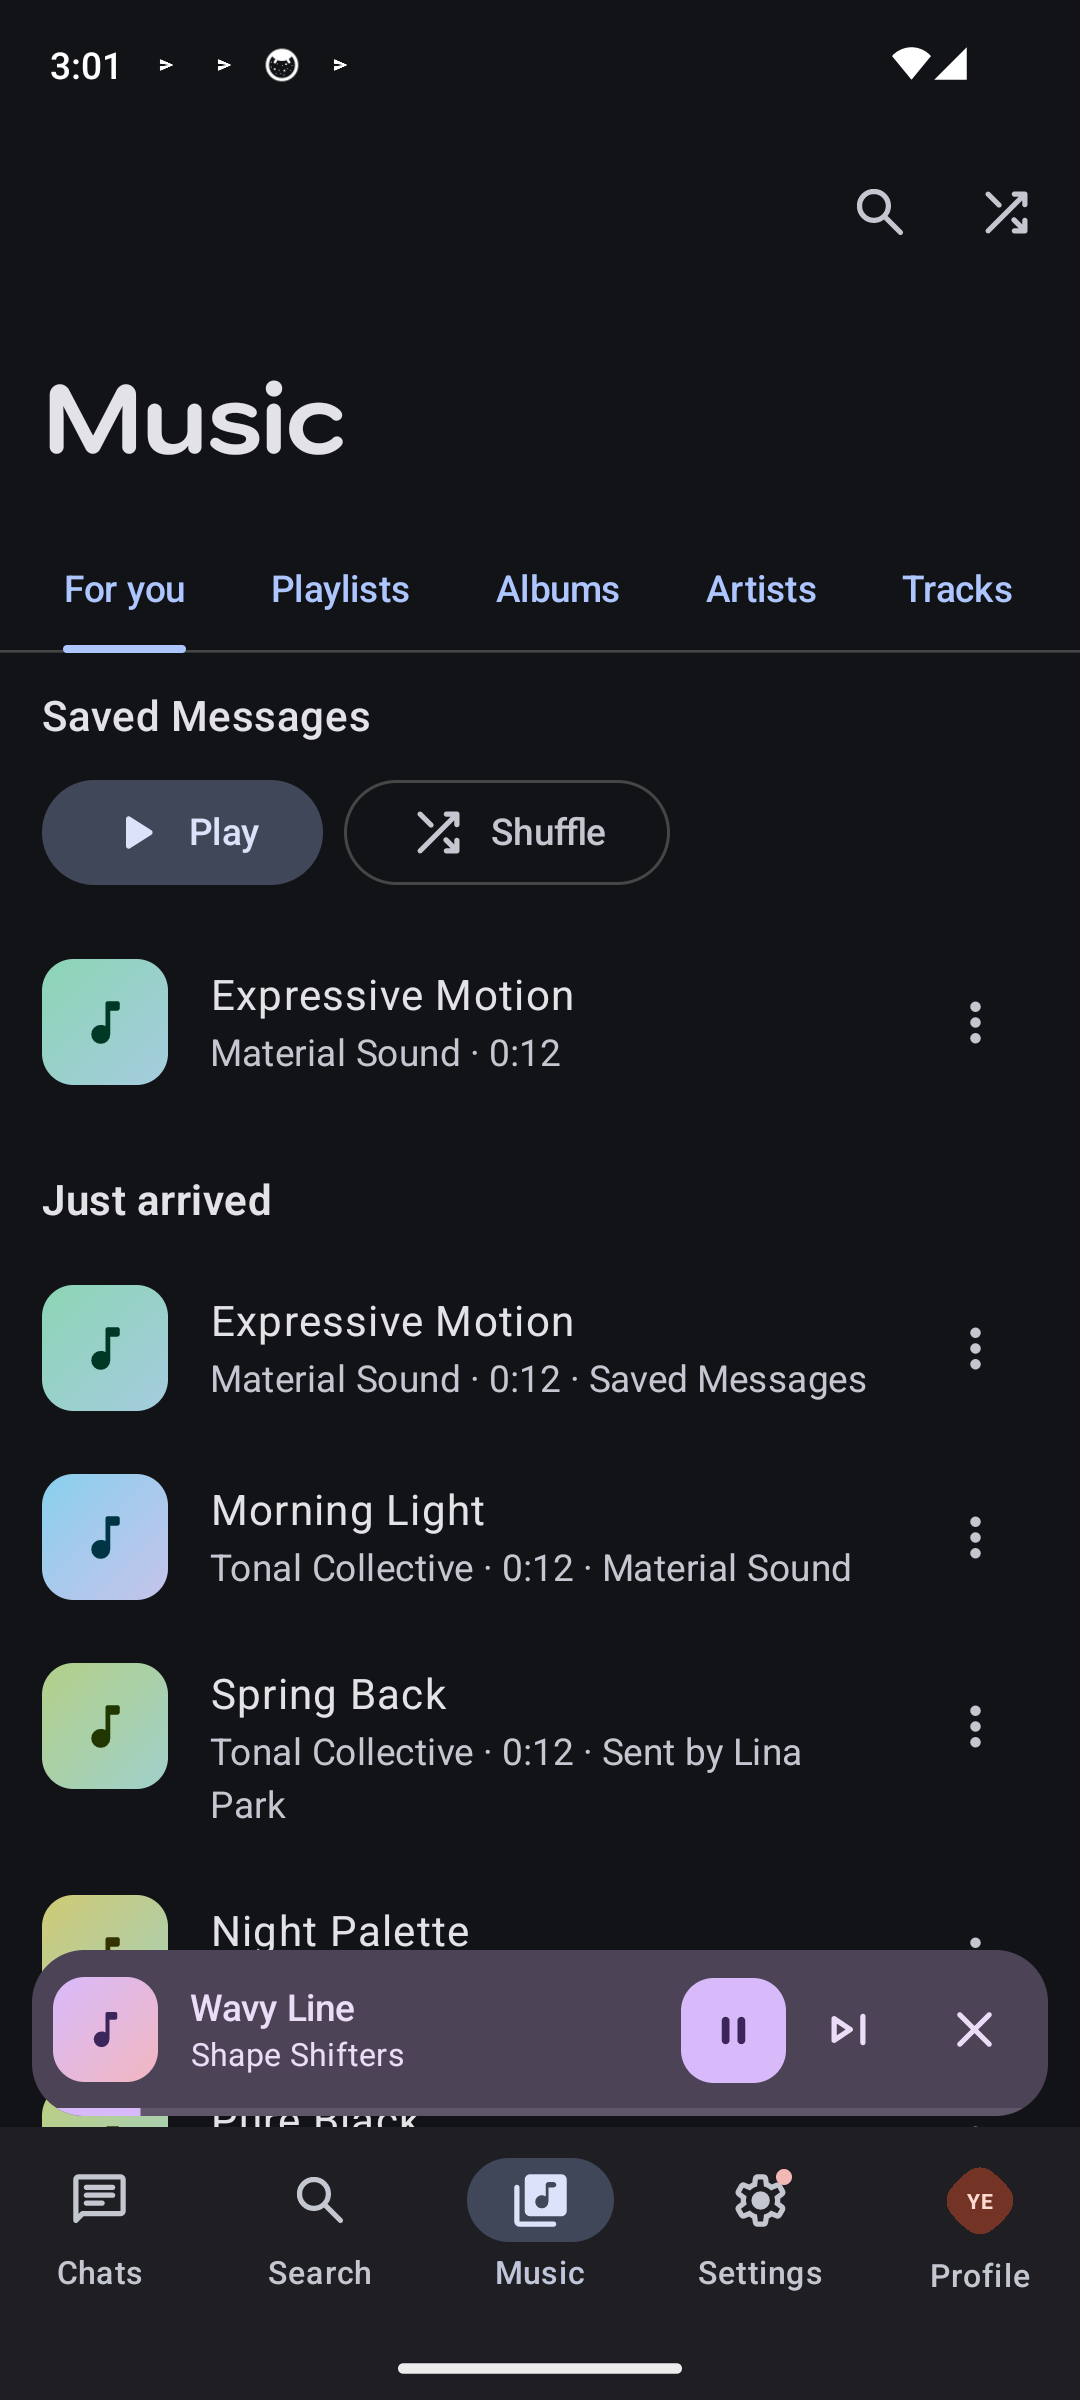 3:01
Music
For you Playlists Albums Artists Tracks
Saved Messages
Play Shuffle
Expressive Motion
Material Sound · 0:12
Just arrived
Expressive Motion
Material Sound · 0:12 · Saved Messages
Morning Light
Tonal Collective · 0:12 · Material Sound
Spring Back
Tonal Collective · 0:12 · Sent by Lina
Park
Night Palette
Wavy Line
Shape Shifters
Pure Black
YE
Chats Search Music Settings Profile